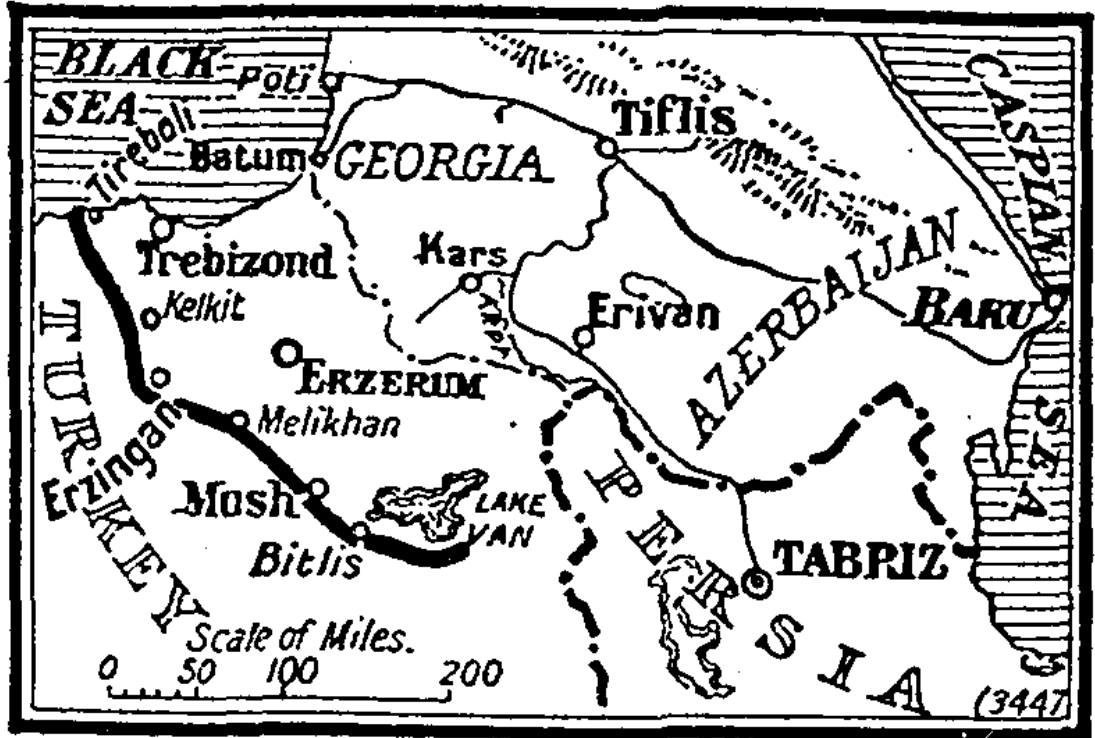 BLACK
SEA
Poti
Tireboli
Batum
GEORGIA
Tiflis
CASPIAN
SEA
Trebizond
Kelkit
Kars
Erivan
AZERBAIJAN
BAKU
TURKEY
ERZERUM
Erzingan
Melikhan
Mush
LAKE
VAN
Bitlis
PERSIA
TABRIZ
Scale of Miles.
0 50 100 200
(3447)